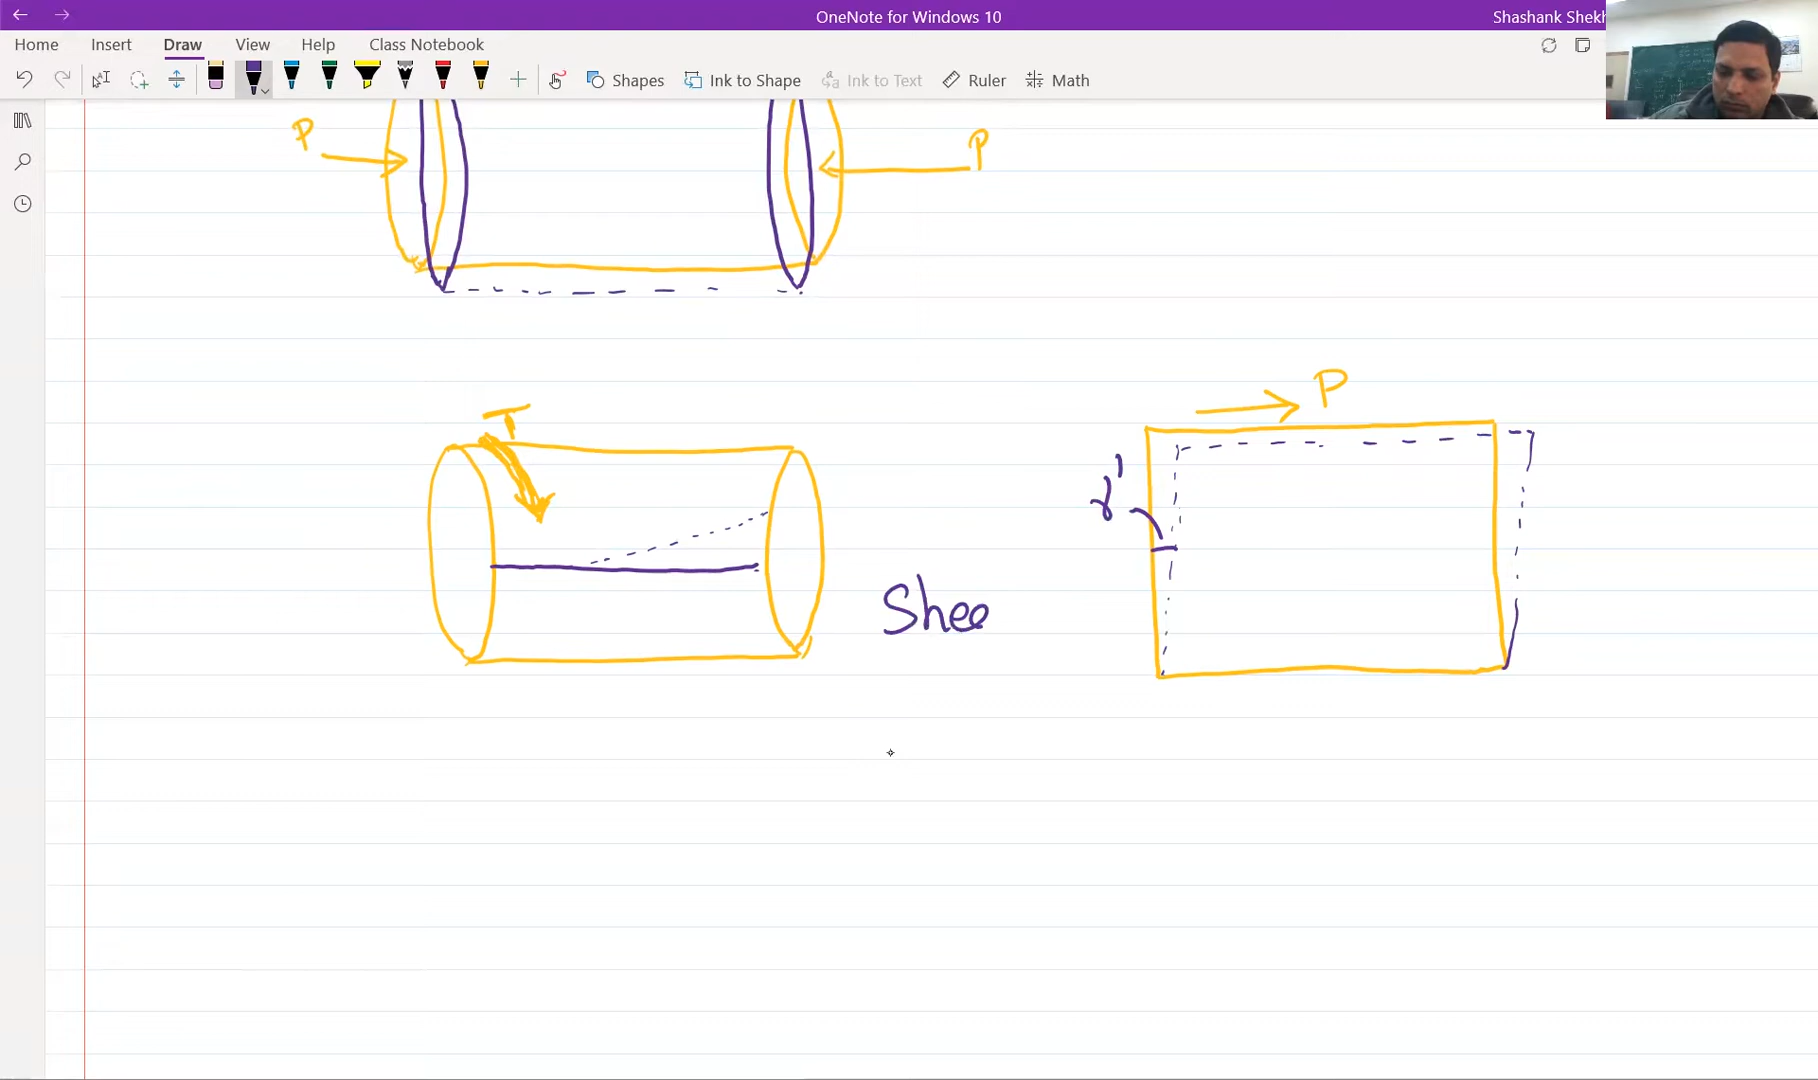 OneNote for Windows 10
Shashank Shekh
Home Insert Draw View Help Class Notebook
Shapes Ink to Shape Ink to Text Ruler Math
P
P
P
T
γ'
Shee